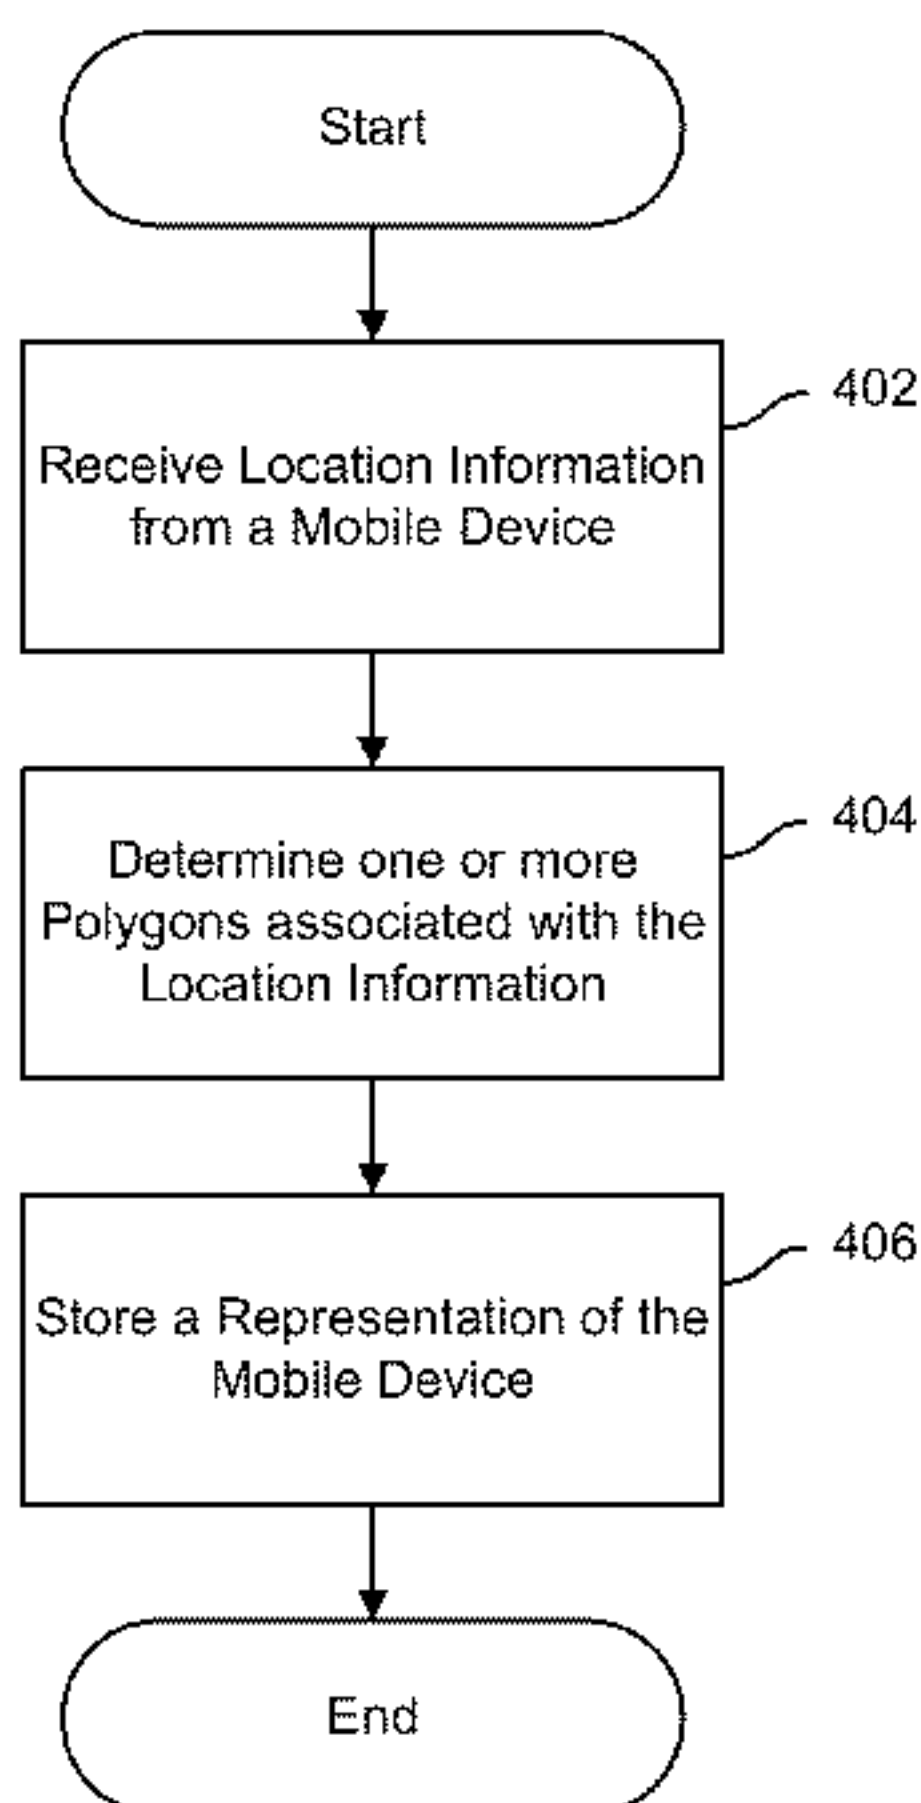 Start
402
Receive Location Information
from a Mobile Device
404
Determine one or more
Polygons associated with the
Location Information
406
Store a Representation of the
Mobile Device
End